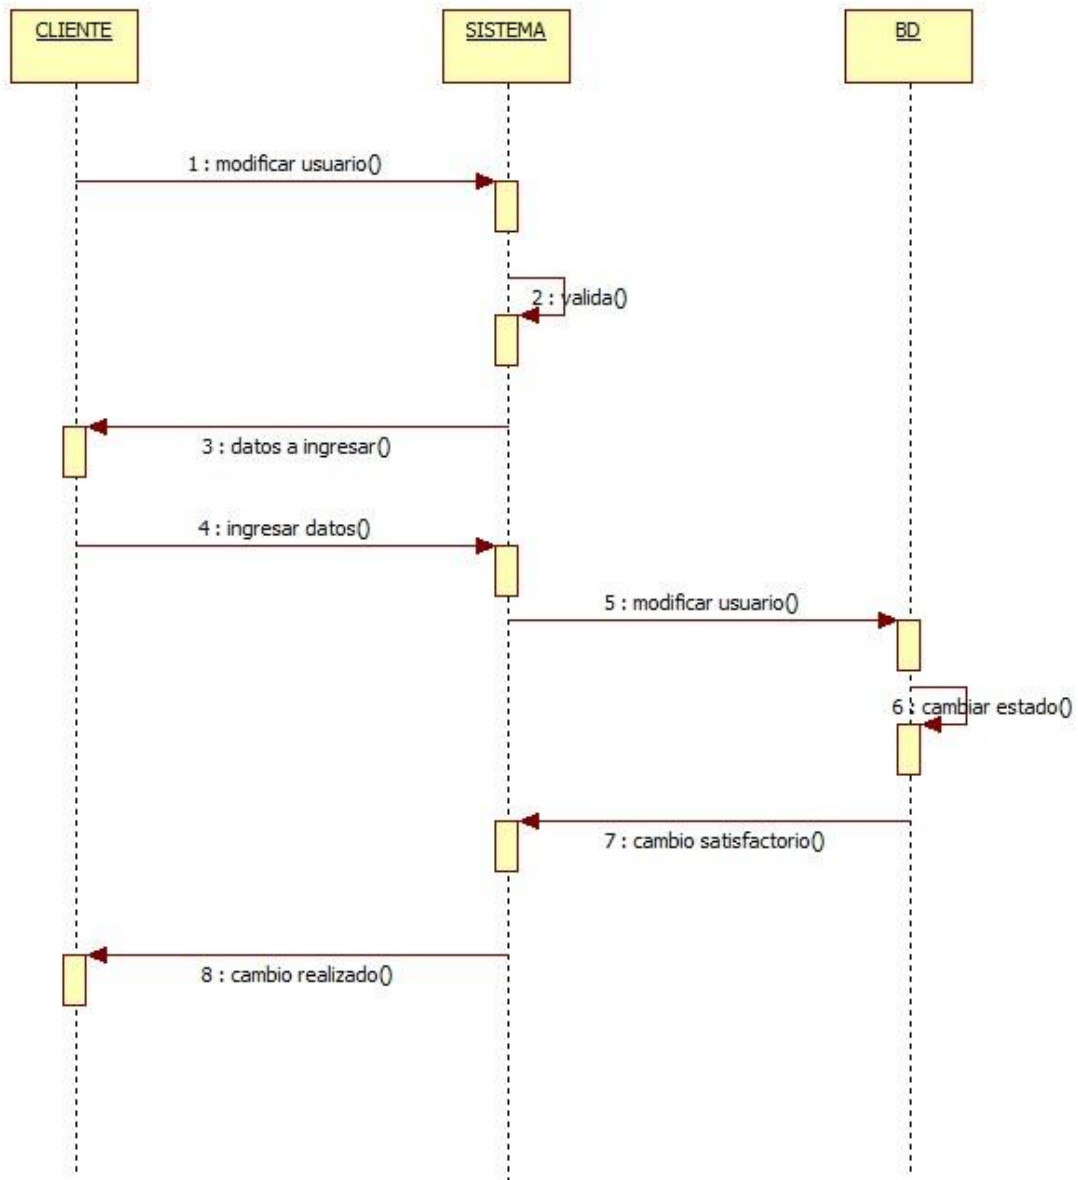 CLIENTE
SISTEMA
BD
1 : modificar usuario()
2 : valida()
3 : datos a ingresar()
4 : ingresar datos()
5 : modificar usuario()
6 : cambiar estado()
7 : cambio satisfactorio()
8 : cambio realizado()